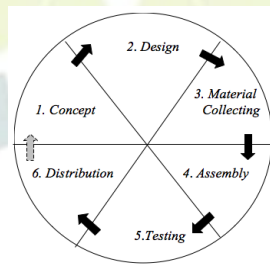 2. Design
1. Concept
3. Material
Collecting
6. Distribution
4. Assembly
5.Testing